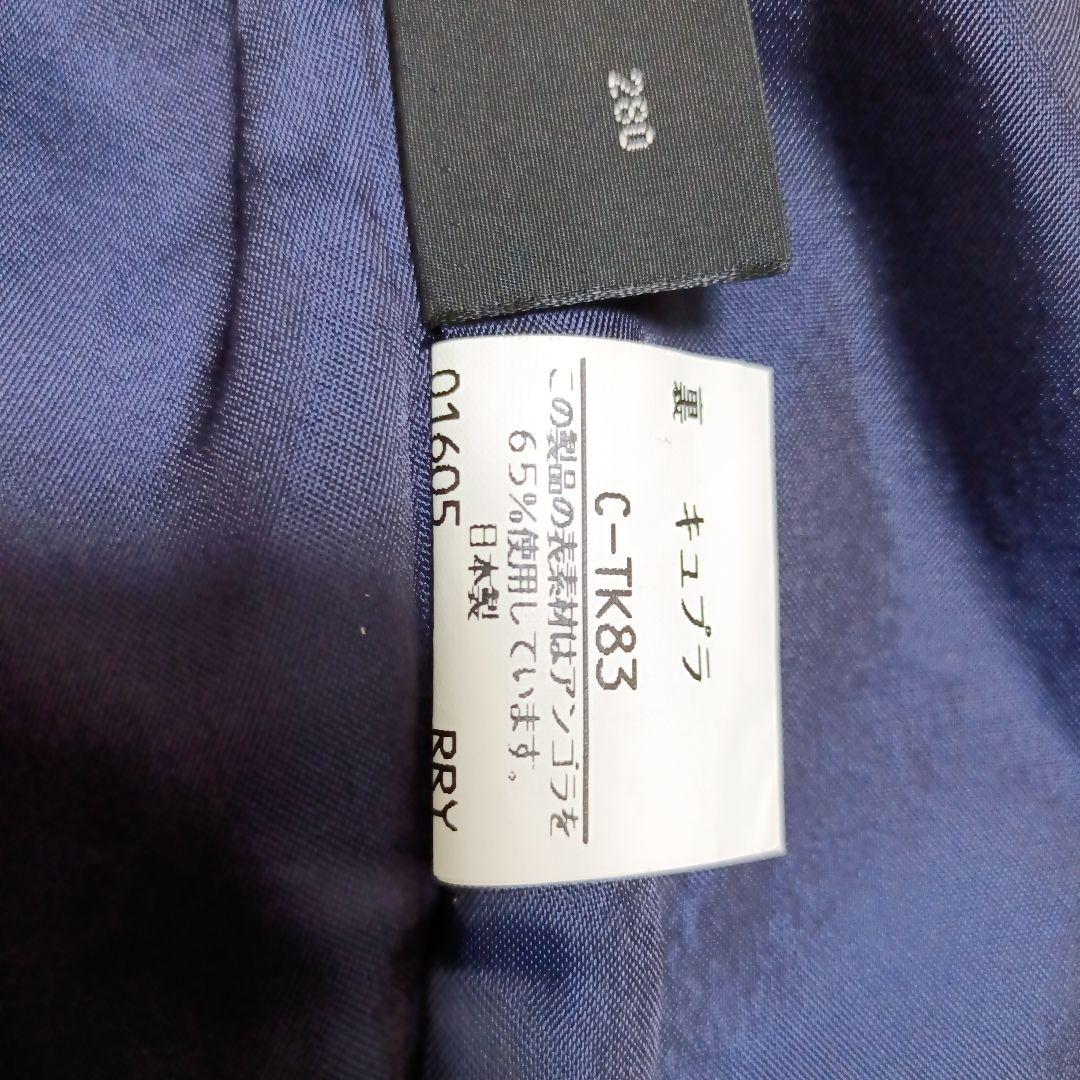 280
裏 キュプラ
C-TK83
この製品の表素材はアンゴラを
65%使用しています。
日本製
01605 RRY